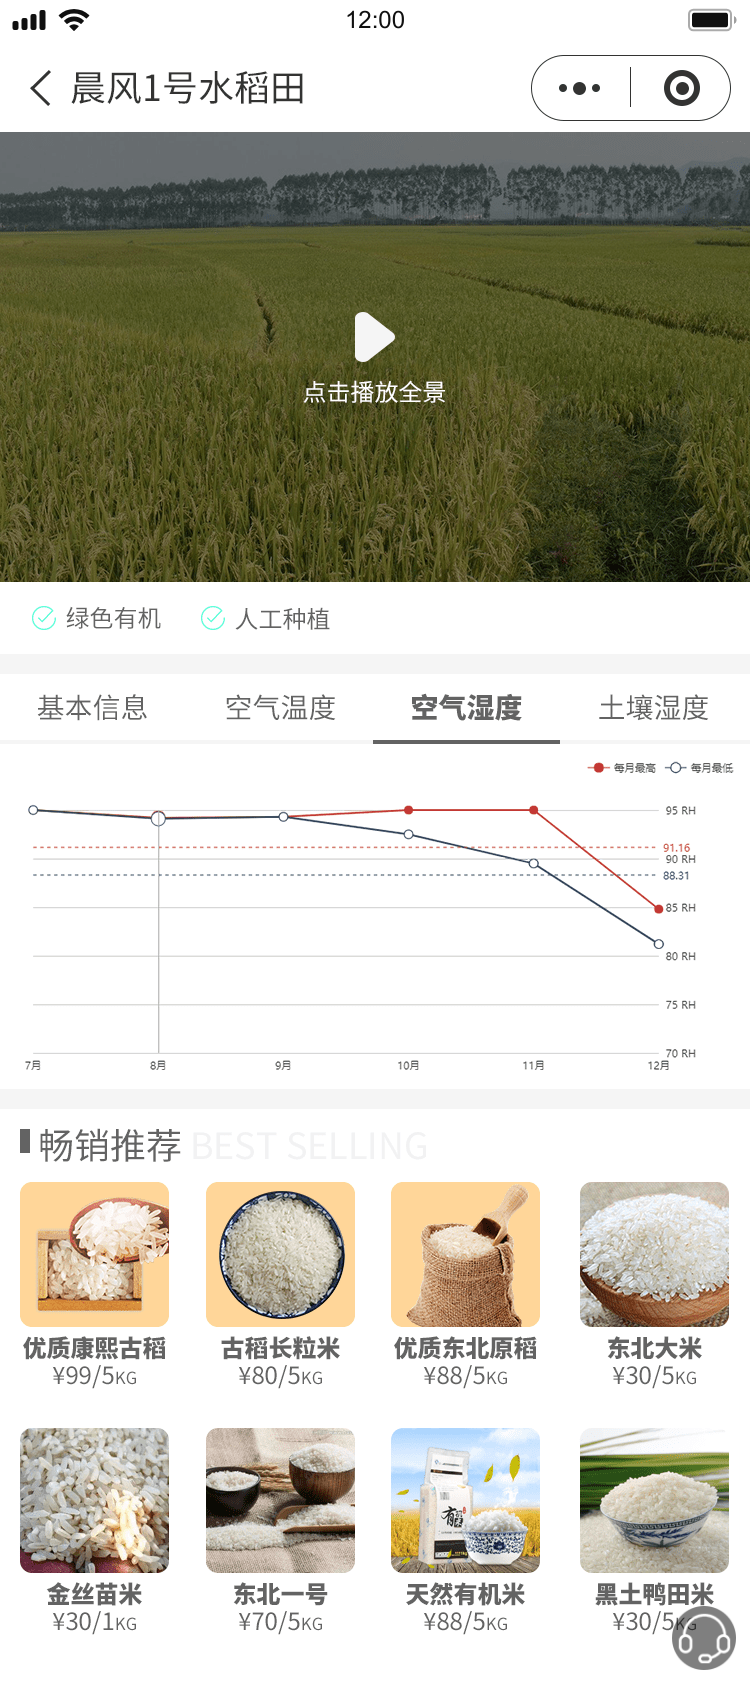 12:00
晨风1号水稻田
点击播放全景
绿色有机 人工种植
基本信息 空气温度 空气湿度 土壤湿度
每月最高 每月最低
95 RH
91.16
90 RH
88.31
85 RH
80 RH
75 RH
70 RH
7月 8月 9月 10月 11月 12月
畅销推荐 BEST SELLING
优质康熙古稻 古稻长粒米 优质东北原稻 东北大米
¥99/5KG ¥80/5KG ¥88/5KG ¥30/5KG
金丝苗米 东北一号 天然有机米 黑土鸭田米
¥30/1KG ¥70/5KG ¥88/5KG ¥30/5KG